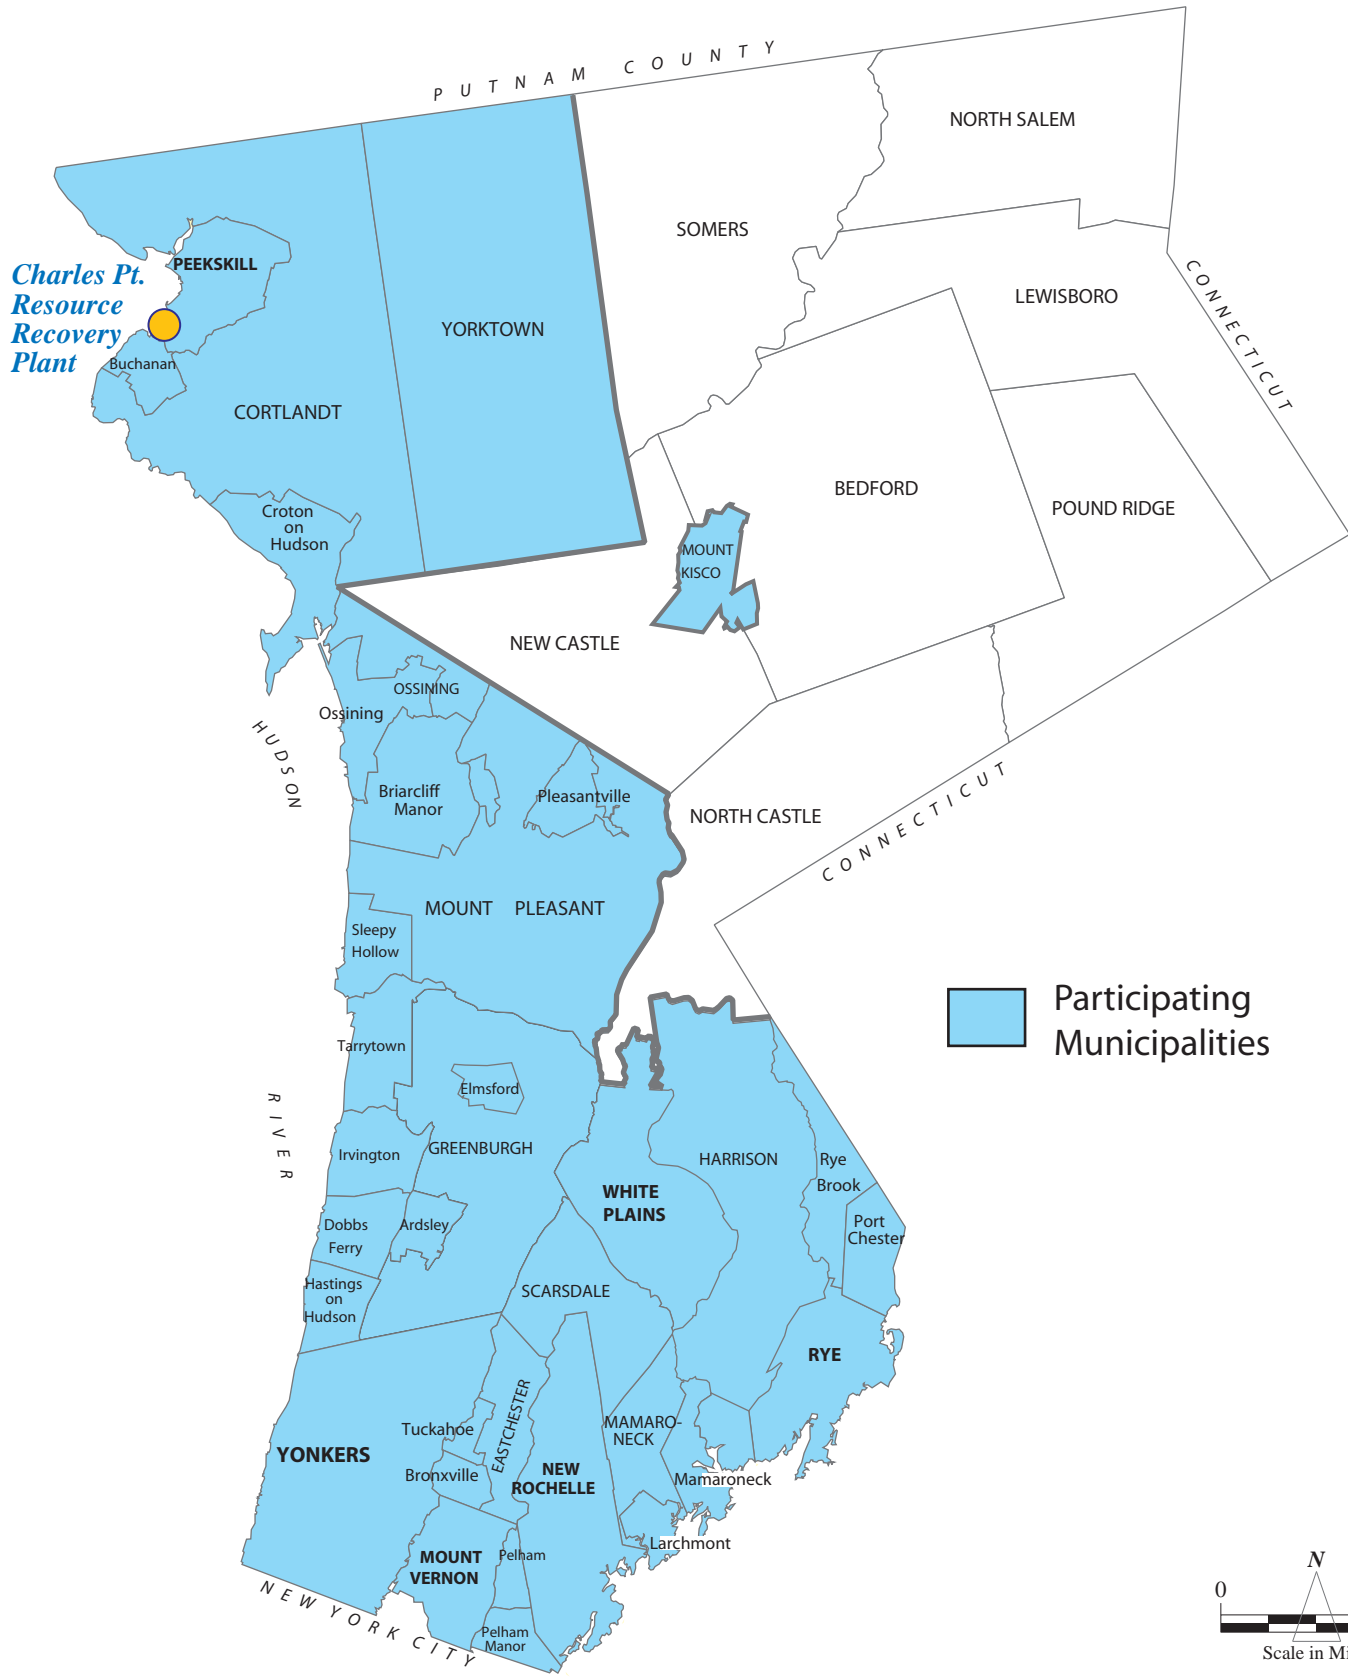 PUTNAM COUNTY
NORTH SALEM
SOMERS
PEEKSKILL
Charles Pt.
Resource
Recovery
Plant
CONNECTICUT
LEWISBORO
YORKTOWN
Buchanan
CORTLANDT
BEDFORD
POUND RIDGE
Croton
on
Hudson
MOUNT
KISCO
NEW CASTLE
OSSINING
Ossining
HUDSON
Briarcliff
Manor
Pleasantville
NORTH CASTLE
CONNECTICUT
MOUNT PLEASANT
Sleepy
Hollow
Participating
Municipalities
Tarrytown
Elmsford
RIVER
Irvington
GREENBURGH
HARRISON
Rye
Brook
WHITE
PLAINS
Dobbs
Ferry
Ardsley
Port
Chester
Hastings
on
Hudson
SCARSDALE
RYE
EASTCHESTER
Tuckahoe
MAMARO-
NECK
YONKERS
Bronxville
NEW
ROCHELLE
Mamaroneck
Larchmont
MOUNT
VERNON
Pelham
NEW YORK CITY
Pelham
Manor
N
0
Scale in Mi